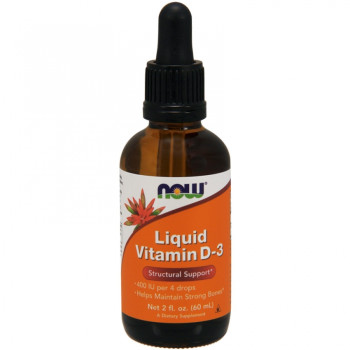 NOW
Liquid
Vitamin D-3
Structural Support*
• 400 IU per 4 drops
• Helps Maintain Strong Bones*
Net 2 fl. oz. (60 mL)
A Dietary Supplement